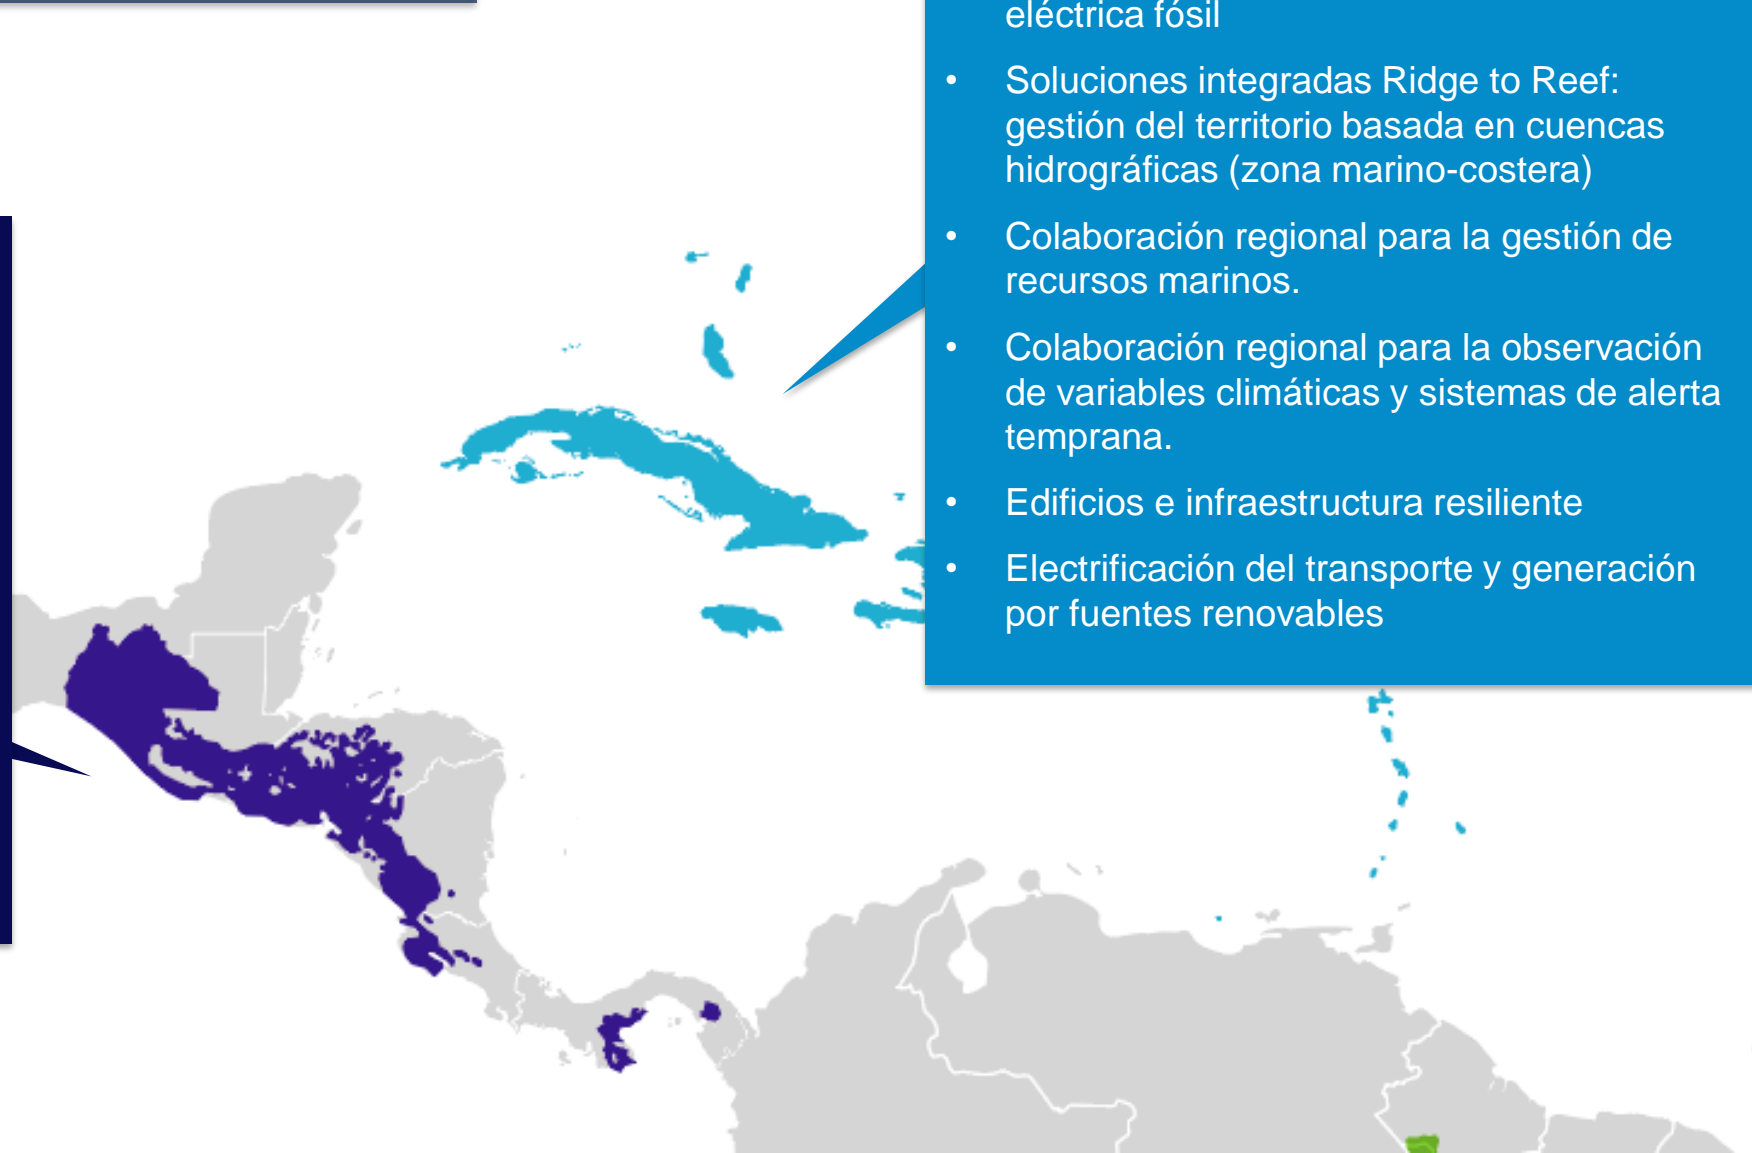 eléctrica fósil
• Soluciones integradas Ridge to Reef:
gestión del territorio basada en cuencas
hidrográficas (zona marino-costera)
• Colaboración regional para la gestión de
recursos marinos.
• Colaboración regional para la observación
de variables climáticas y sistemas de alerta
temprana.
• Edificios e infraestructura resiliente
• Electrificación del transporte y generación
por fuentes renovables